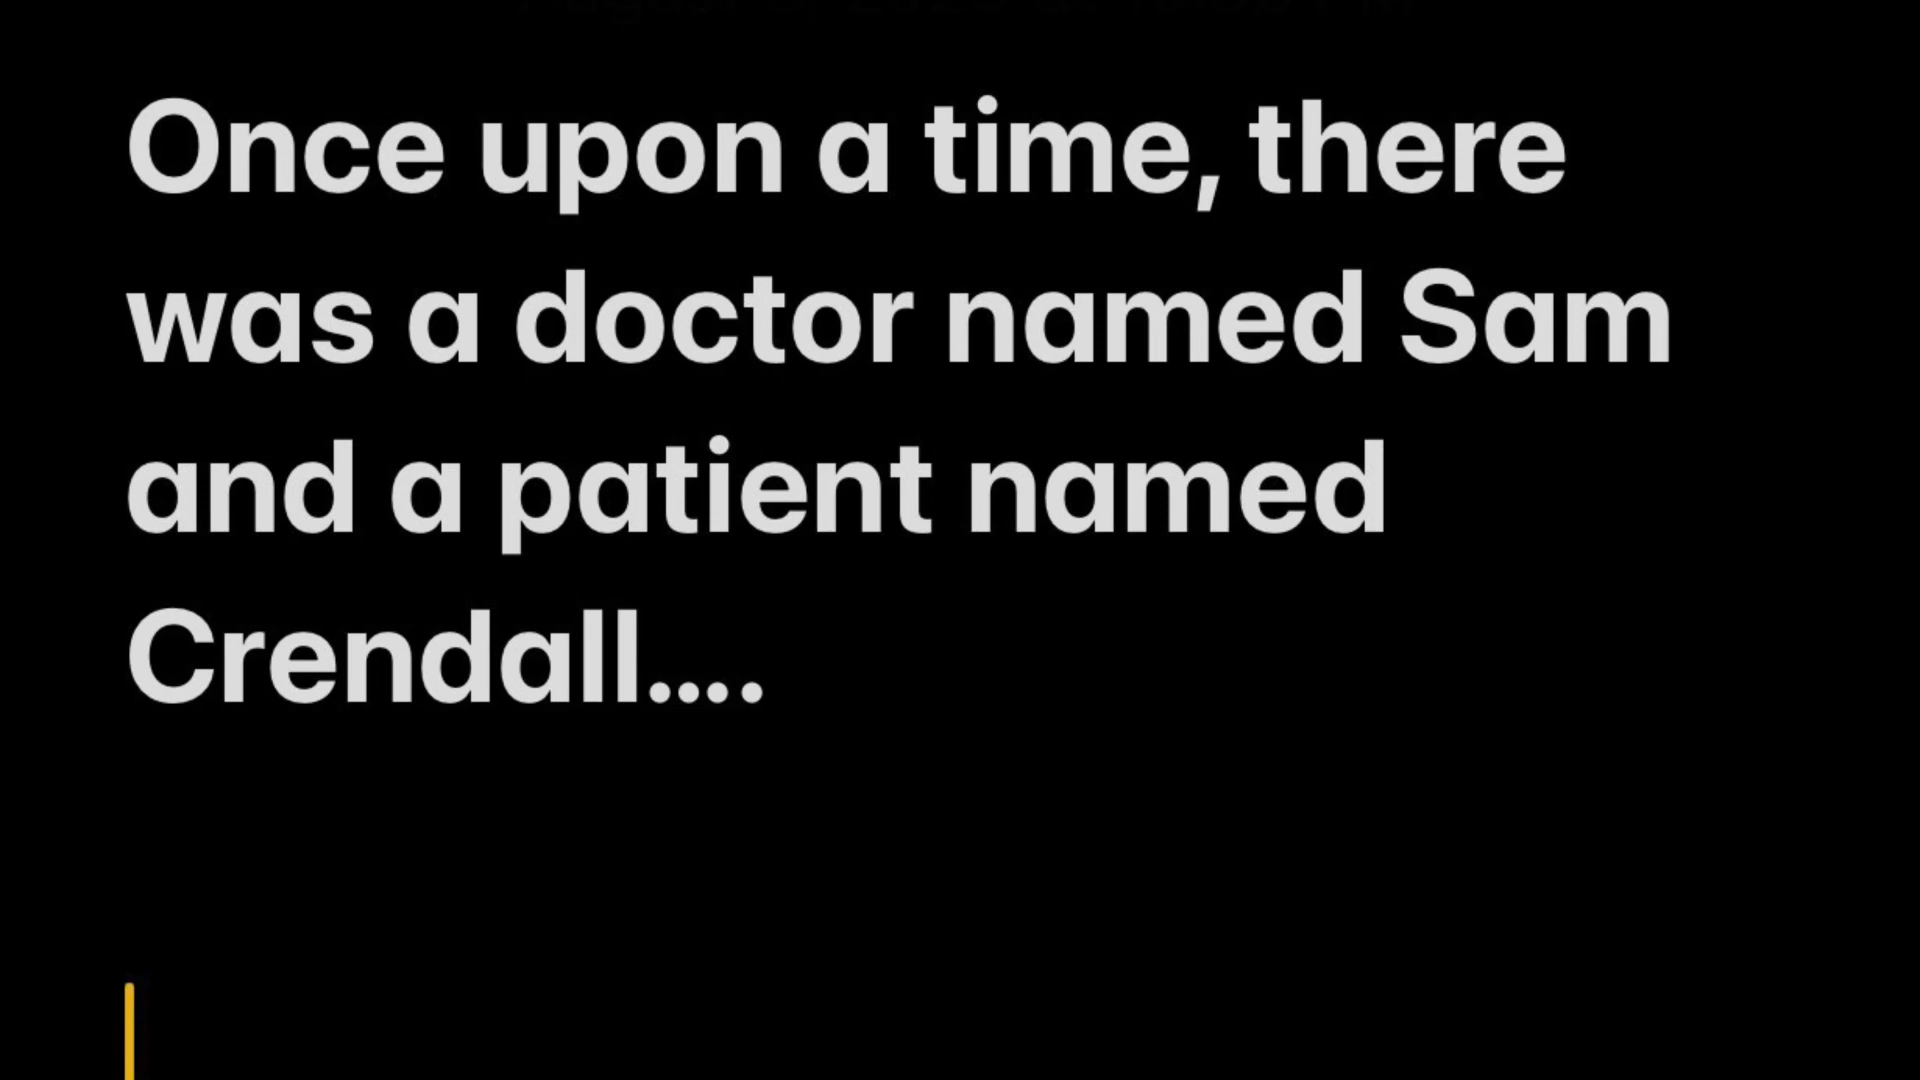 Once upon a time, there
was a doctor named Sam
and a patient named
Crendall....